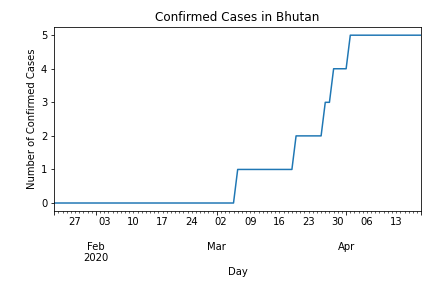 Confirmed Cases in Bhutan
Number of Confirmed Cases
5
4
3
2
1
0
27 03 10 17 24 02 09 16 23 30 06 13
Feb Mar Apr
2020
Day